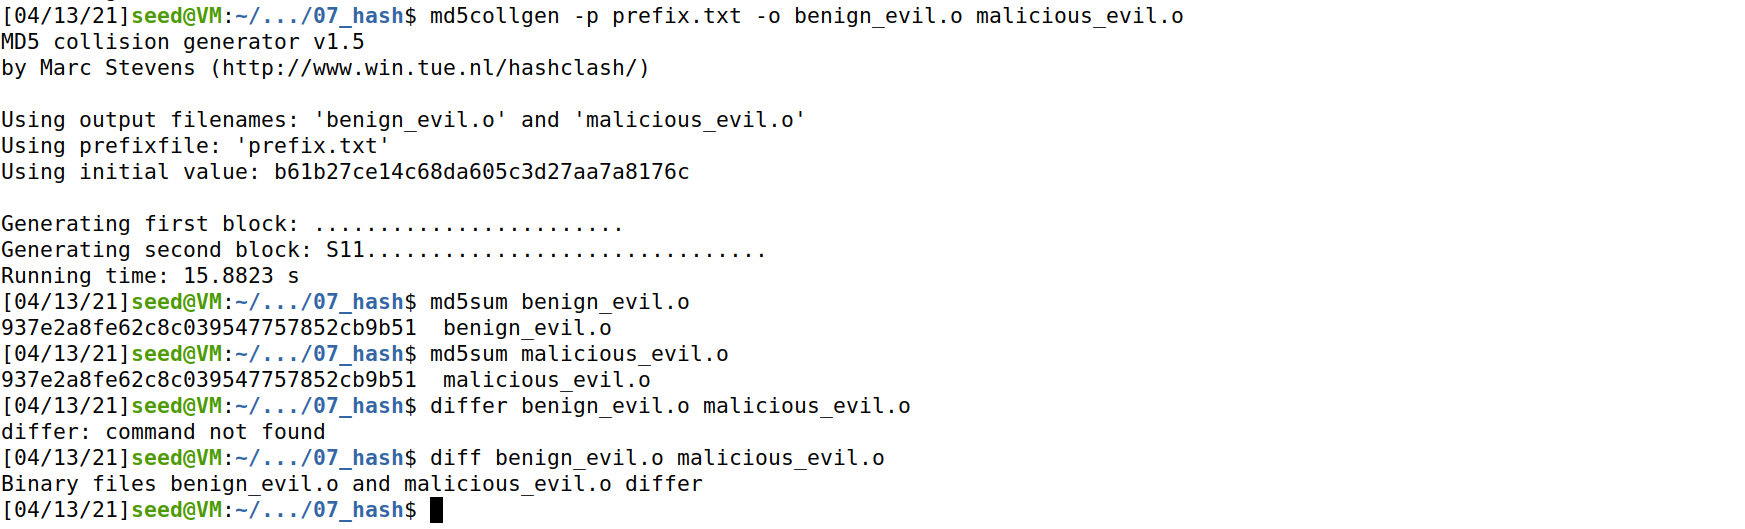 [04/13/21]seed@VM:~/.../07_hash$ md5collgen -p prefix.txt -o benign_evil.o malicious_evil.o
MD5 collision generator v1.5
by Marc Stevens (http://www.win.tue.nl/hashclash/)
Using output filenames: 'benign_evil.o' and 'malicious_evil.o'
Using prefixfile: 'prefix.txt'
Using initial value: b61b27ce14c68da605c3d27aa7a8176c
Generating first block: ........................
Generating second block: S11...............................
Running time: 15.8823 s
[04/13/21]seed@VM:~/.../07_hash$ md5sum benign_evil.o
937e2a8fe62c8c039547757852cb9b51  benign_evil.o
[04/13/21]seed@VM:~/.../07_hash$ md5sum malicious_evil.o
937e2a8fe62c8c039547757852cb9b51  malicious_evil.o
[04/13/21]seed@VM:~/.../07_hash$ differ benign_evil.o malicious_evil.o
differ: command not found
[04/13/21]seed@VM:~/.../07_hash$ diff benign_evil.o malicious_evil.o
Binary files benign_evil.o and malicious_evil.o differ
[04/13/21]seed@VM:~/.../07_hash$